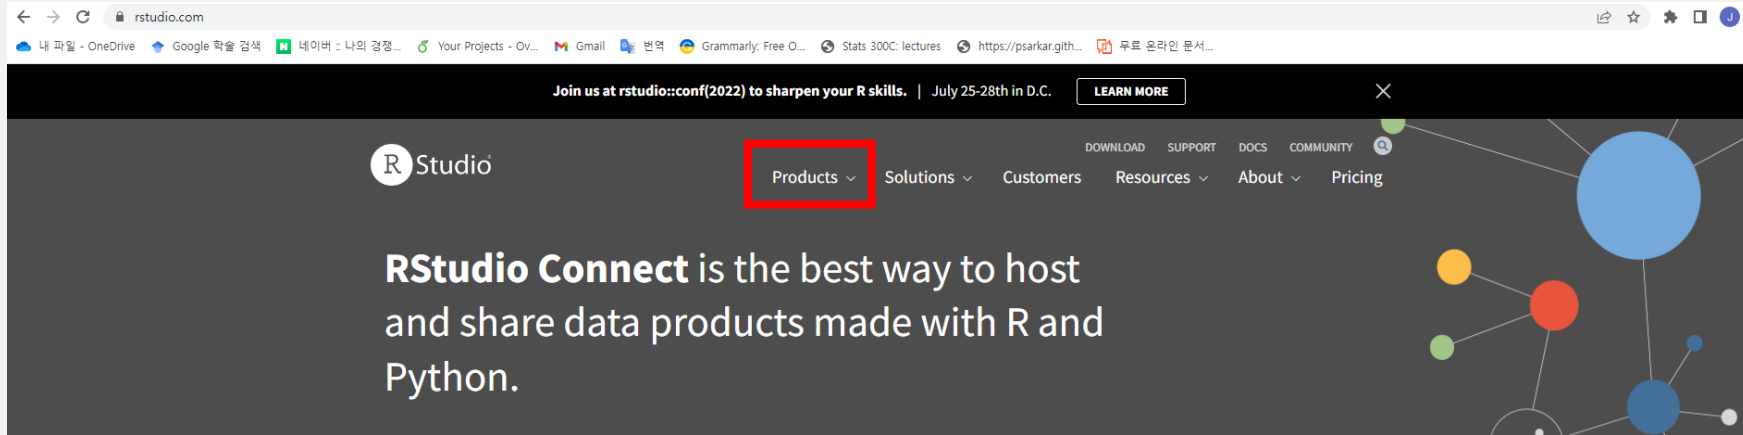 rstudio.com
J
내 파일 - OneDrive
Google 학술 검색
N
네이버 :: 나의 경쟁...
Your Projects - Ov...
Gmail
번역
Grammarly: Free O...
Stats 300C: lectures
https://psarkar.gith...
무료 온라인 문서...
Join us at rstudio::conf(2022) to sharpen your R skills. | July 25-28th in D.C.
LEARN MORE
R Studio
DOWNLOAD SUPPORT DOCS COMMUNITY
Products Solutions Customers Resources About Pricing
RStudio Connect is the best way to host
and share data products made with R and
Python.